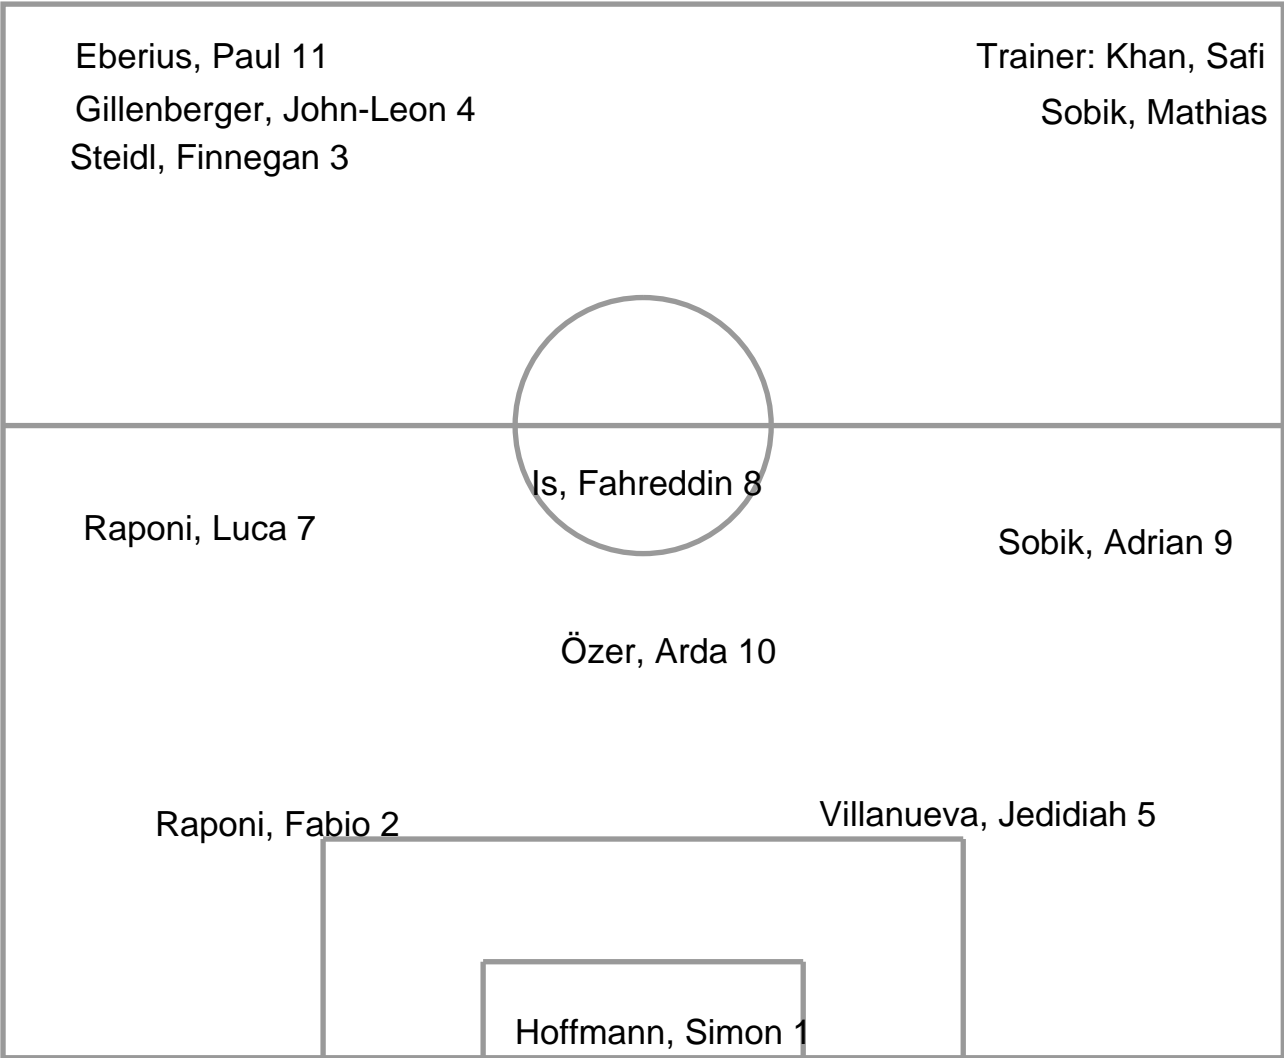 Eberius, Paul 11
Trainer: Khan, Safi
Gillenberger, John-Leon 4
Sobik, Mathias
Steidl, Finnegan 3
Is, Fahreddin 8
Raponi, Luca 7
Sobik, Adrian 9
Özer, Arda 10
Villanueva, Jedidiah 5
Raponi, Fabio 2
Hoffmann, Simon 1